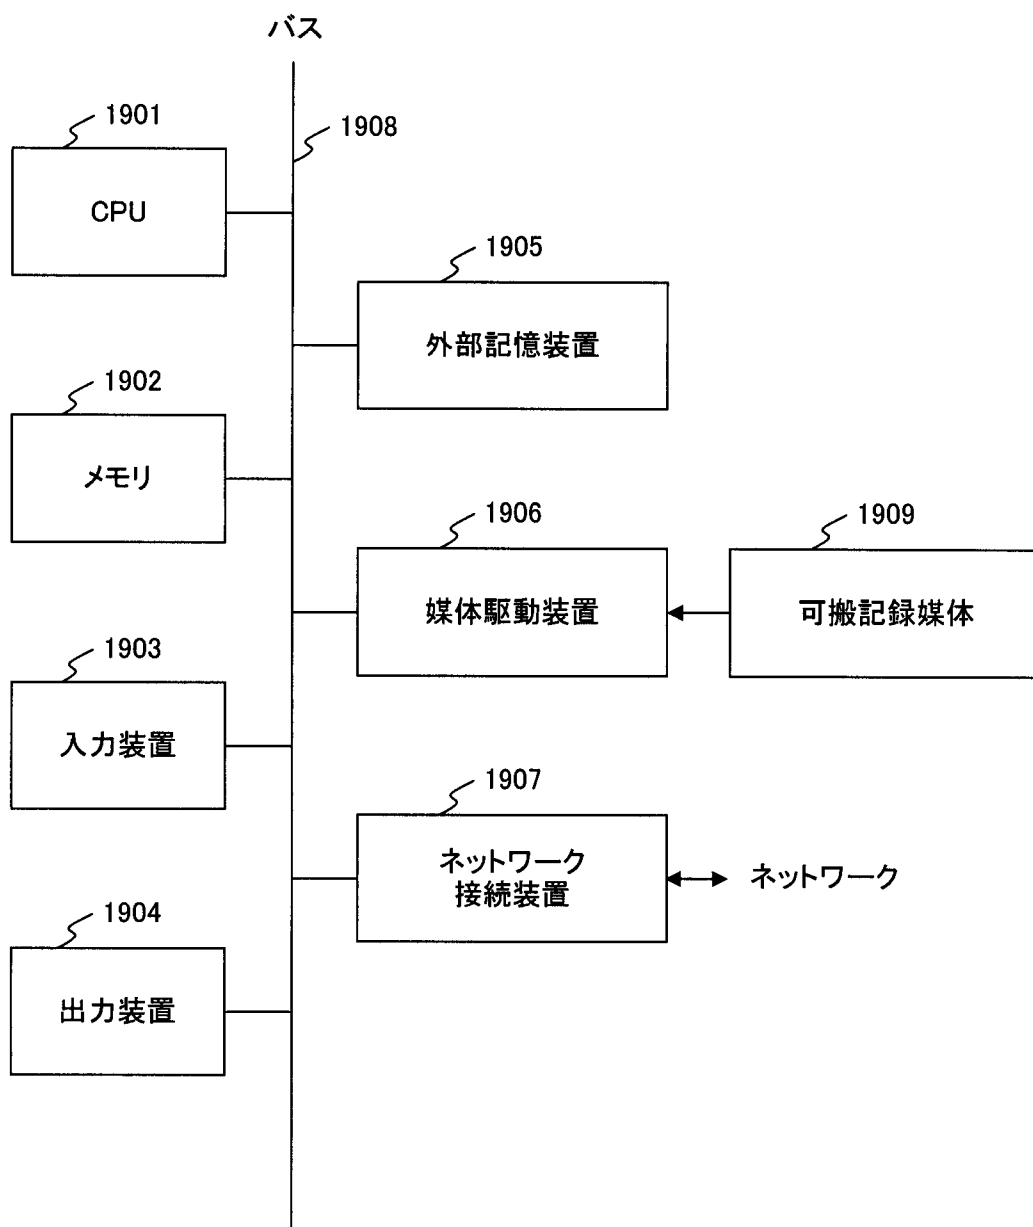 バス
1901
1908
CPU
1905
外部記憶装置
1902
メモリ
1906
1909
媒体駆動装置
可搬記録媒体
1903
入力装置
1907
ネットワーク
接続装置
ネットワーク
1904
出力装置